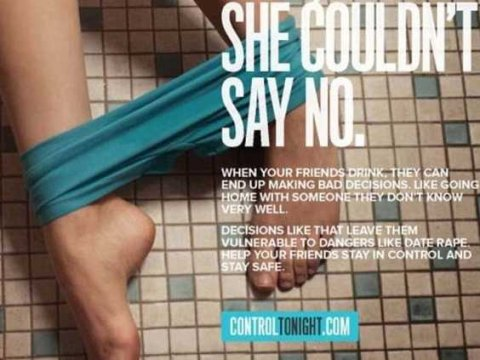 SHE COULDN'T
SAY NO.
WHEN YOUR FRIENDS DRINK, THEY CAN
END UP MAKING BAD DECISIONS. LIKE GOING
HOME WITH SOMEONE THEY DON'T KNOW
VERY WELL.
DECISIONS LIKE THAT LEAVE THEM
VULNERABLE TO DANGERS LIKE DATE RAPE.
HELP YOUR FRIENDS STAY IN CONTROL AND
STAY SAFE.
CONTROLTONIGHT.COM